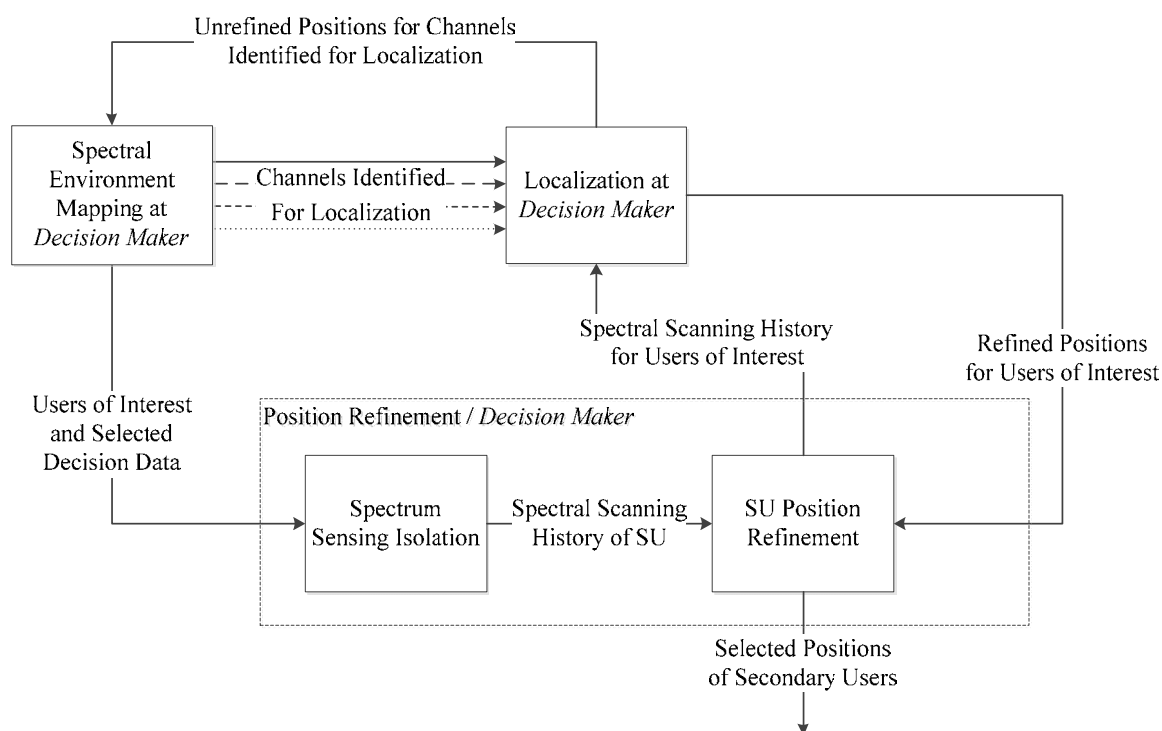 Unrefined Positions for Channels
Identified for Localization
Spectral
Environment
Mapping at
Decision Maker
Channels Identified
For Localization
Localization at
Decision Maker
Spectral Scanning History
for Users of Interest
Refined Positions
for Users of Interest
Users of Interest
and Selected
Decision Data
Position Refinement / Decision Maker
Spectrum
Sensing Isolation
Spectral Scanning
History of SU
SU Position
Refinement
Selected Positions
of Secondary Users